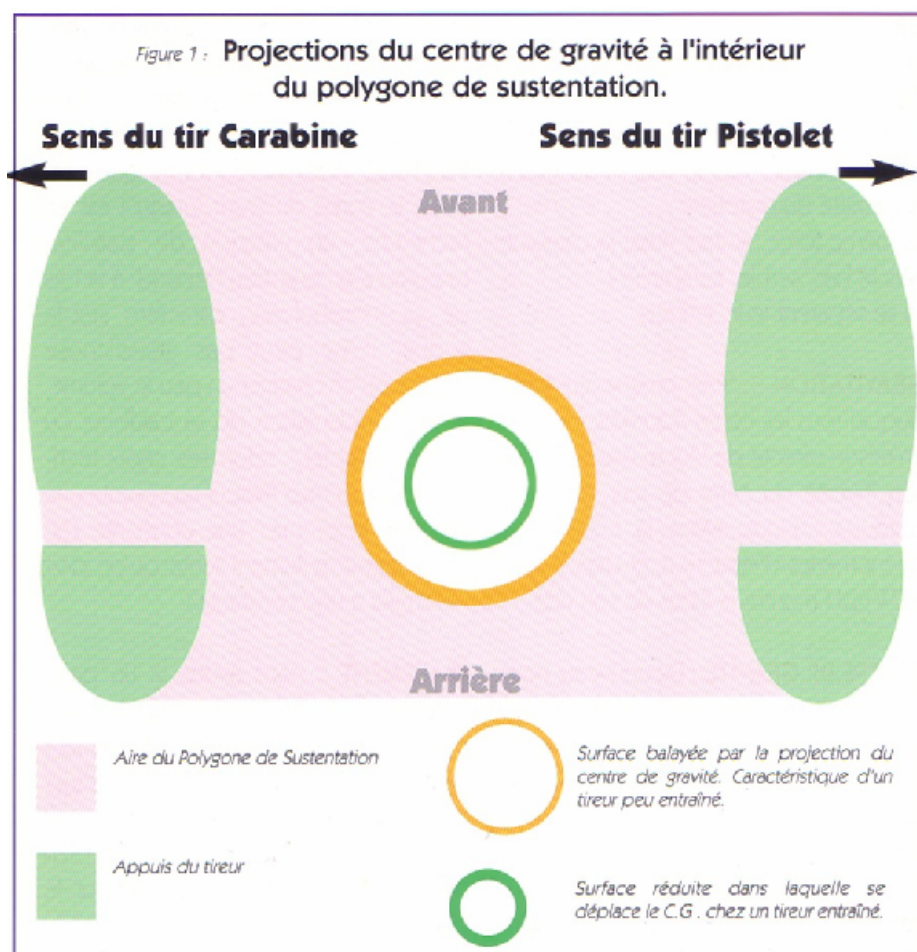 Figure 1 : Projections du centre de gravité à l'intérieur
du polygone de sustentation.
Sens du tir Carabine
Sens du tir Pistolet
Avant
Arrière
Aire du Polygone de Sustentation
Appuis du tireur
Surface balayée par la projection du
centre de gravité. Caractéristique d'un
tireur peu entraîné.
Surface réduite dans laquelle se
déplace le C.G . chez un tireur entraîné.